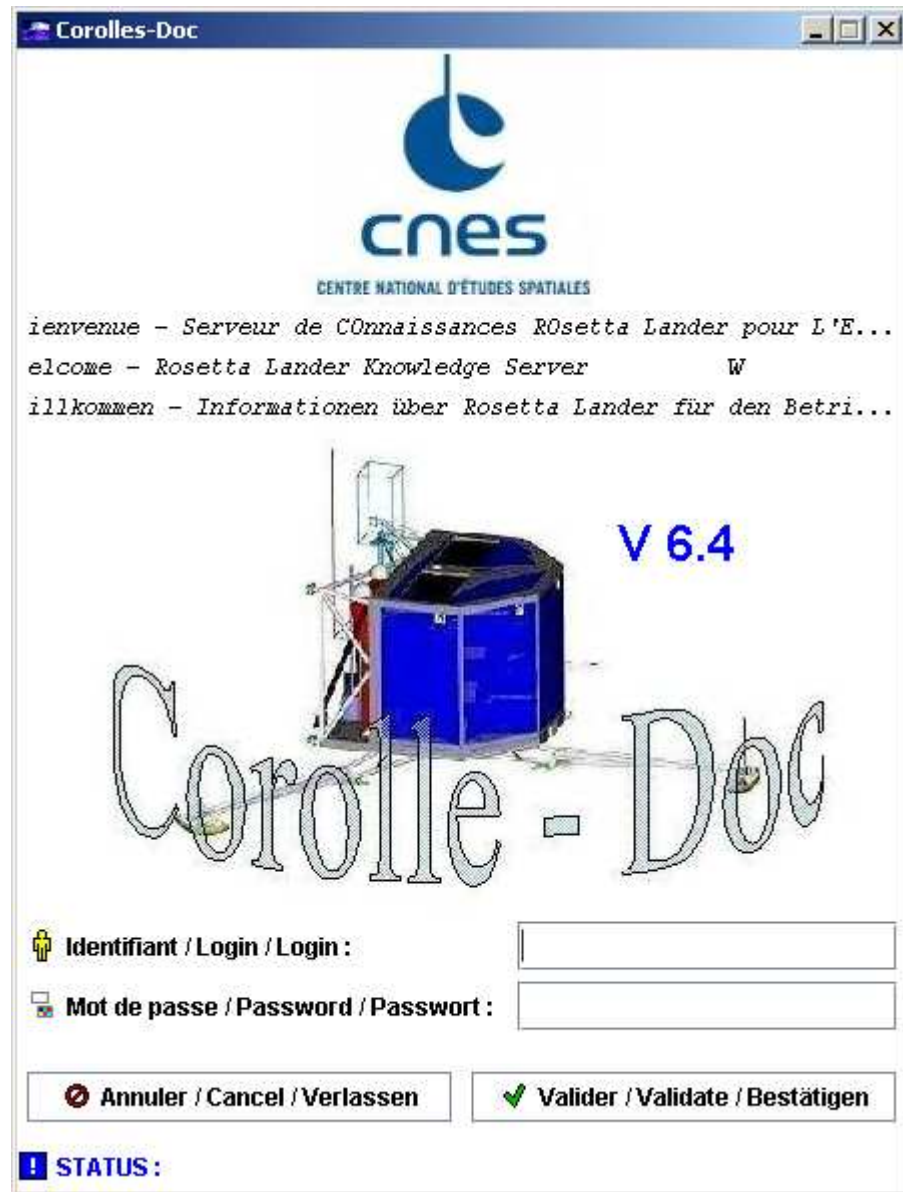 Corolles-Doc
cnes
CENTRE NATIONAL D'ÉTUDES SPATIALES
ienvenue - Serveur de COnnaissances ROsetta Lander pour L'E...
elcome - Rosetta Lander Knowledge Server W
illkommen - Informationen über Rosetta Lander für den Betri...
V 6.4
Corolle - Doc
Identifiant / Login / Login :
Mot de passe / Password / Passwort :
Annuler / Cancel / Verlassen
Valider / Validate / Bestätigen
! STATUS :